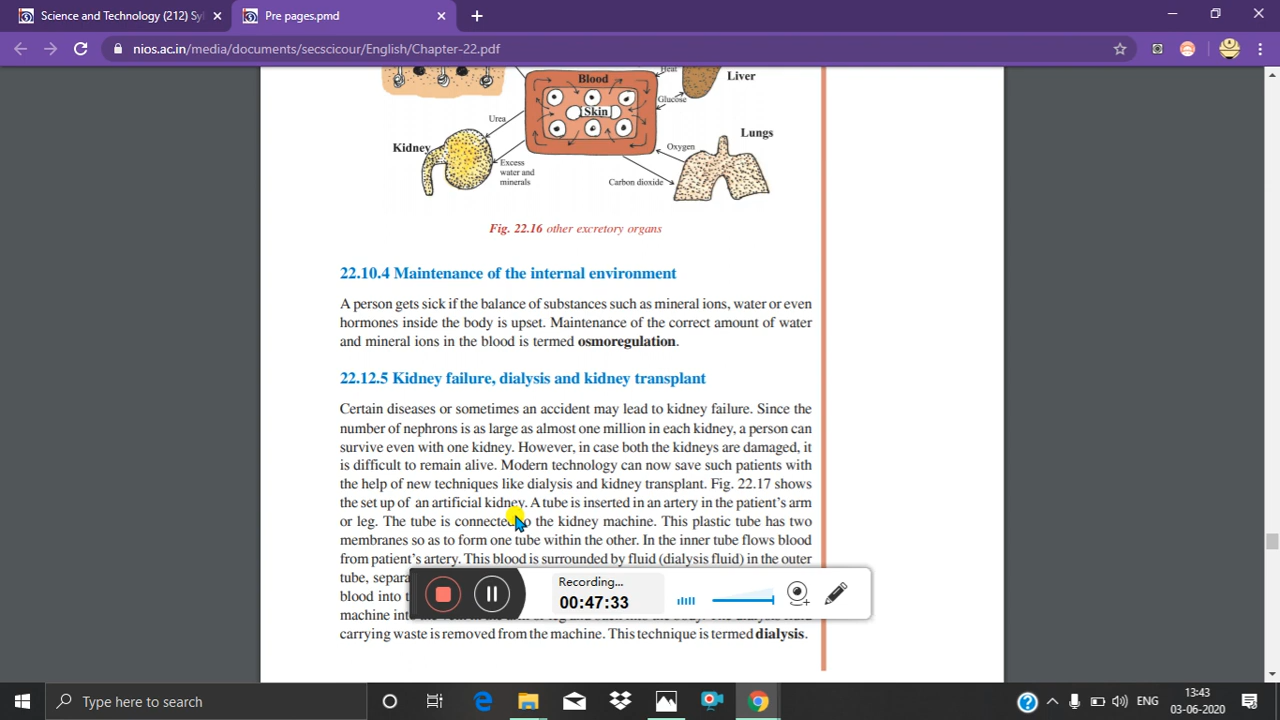 Science and Technology (212) Syl
Pre pages.pmd
nios.ac.in/media/documents/secscicour/English/Chapter-22.pdf
Blood
Heat
Liver
Glucose
Skin
Urea
Lungs
Kidney
Oxygen
Excess
water and
minerals
Carbon dioxide
Fig. 22.16 other excretory organs
22.10.4 Maintenance of the internal environment
A person gets sick if the balance of substances such as mineral ions, water or even
hormones inside the body is upset. Maintenance of the correct amount of water
and mineral ions in the blood is termed osmoregulation.
22.12.5 Kidney failure, dialysis and kidney transplant
Certain diseases or sometimes an accident may lead to kidney failure. Since the
number of nephrons is as large as almost one million in each kidney, a person can
survive even with one kidney. However, in case both the kidneys are damaged, it
is difficult to remain alive. Modern technology can now save such patients with
the help of new techniques like dialysis and kidney transplant. Fig. 22.17 shows
the set up of an artificial kidney. A tube is inserted in an artery in the patient's arm
or leg. The tube is connected to the kidney machine. This plastic tube has two
membranes so as to form one tube within the other. In the inner tube flows blood
from patient's artery. This blood is surrounded by fluid (dialysis fluid) in the outer
tube, separa
blood into
machine
carrying waste is removed from the machine. This technique is termed dialysis.
Recording...
00:47:33
Type here to search
ENG
13:43
03-06-2020